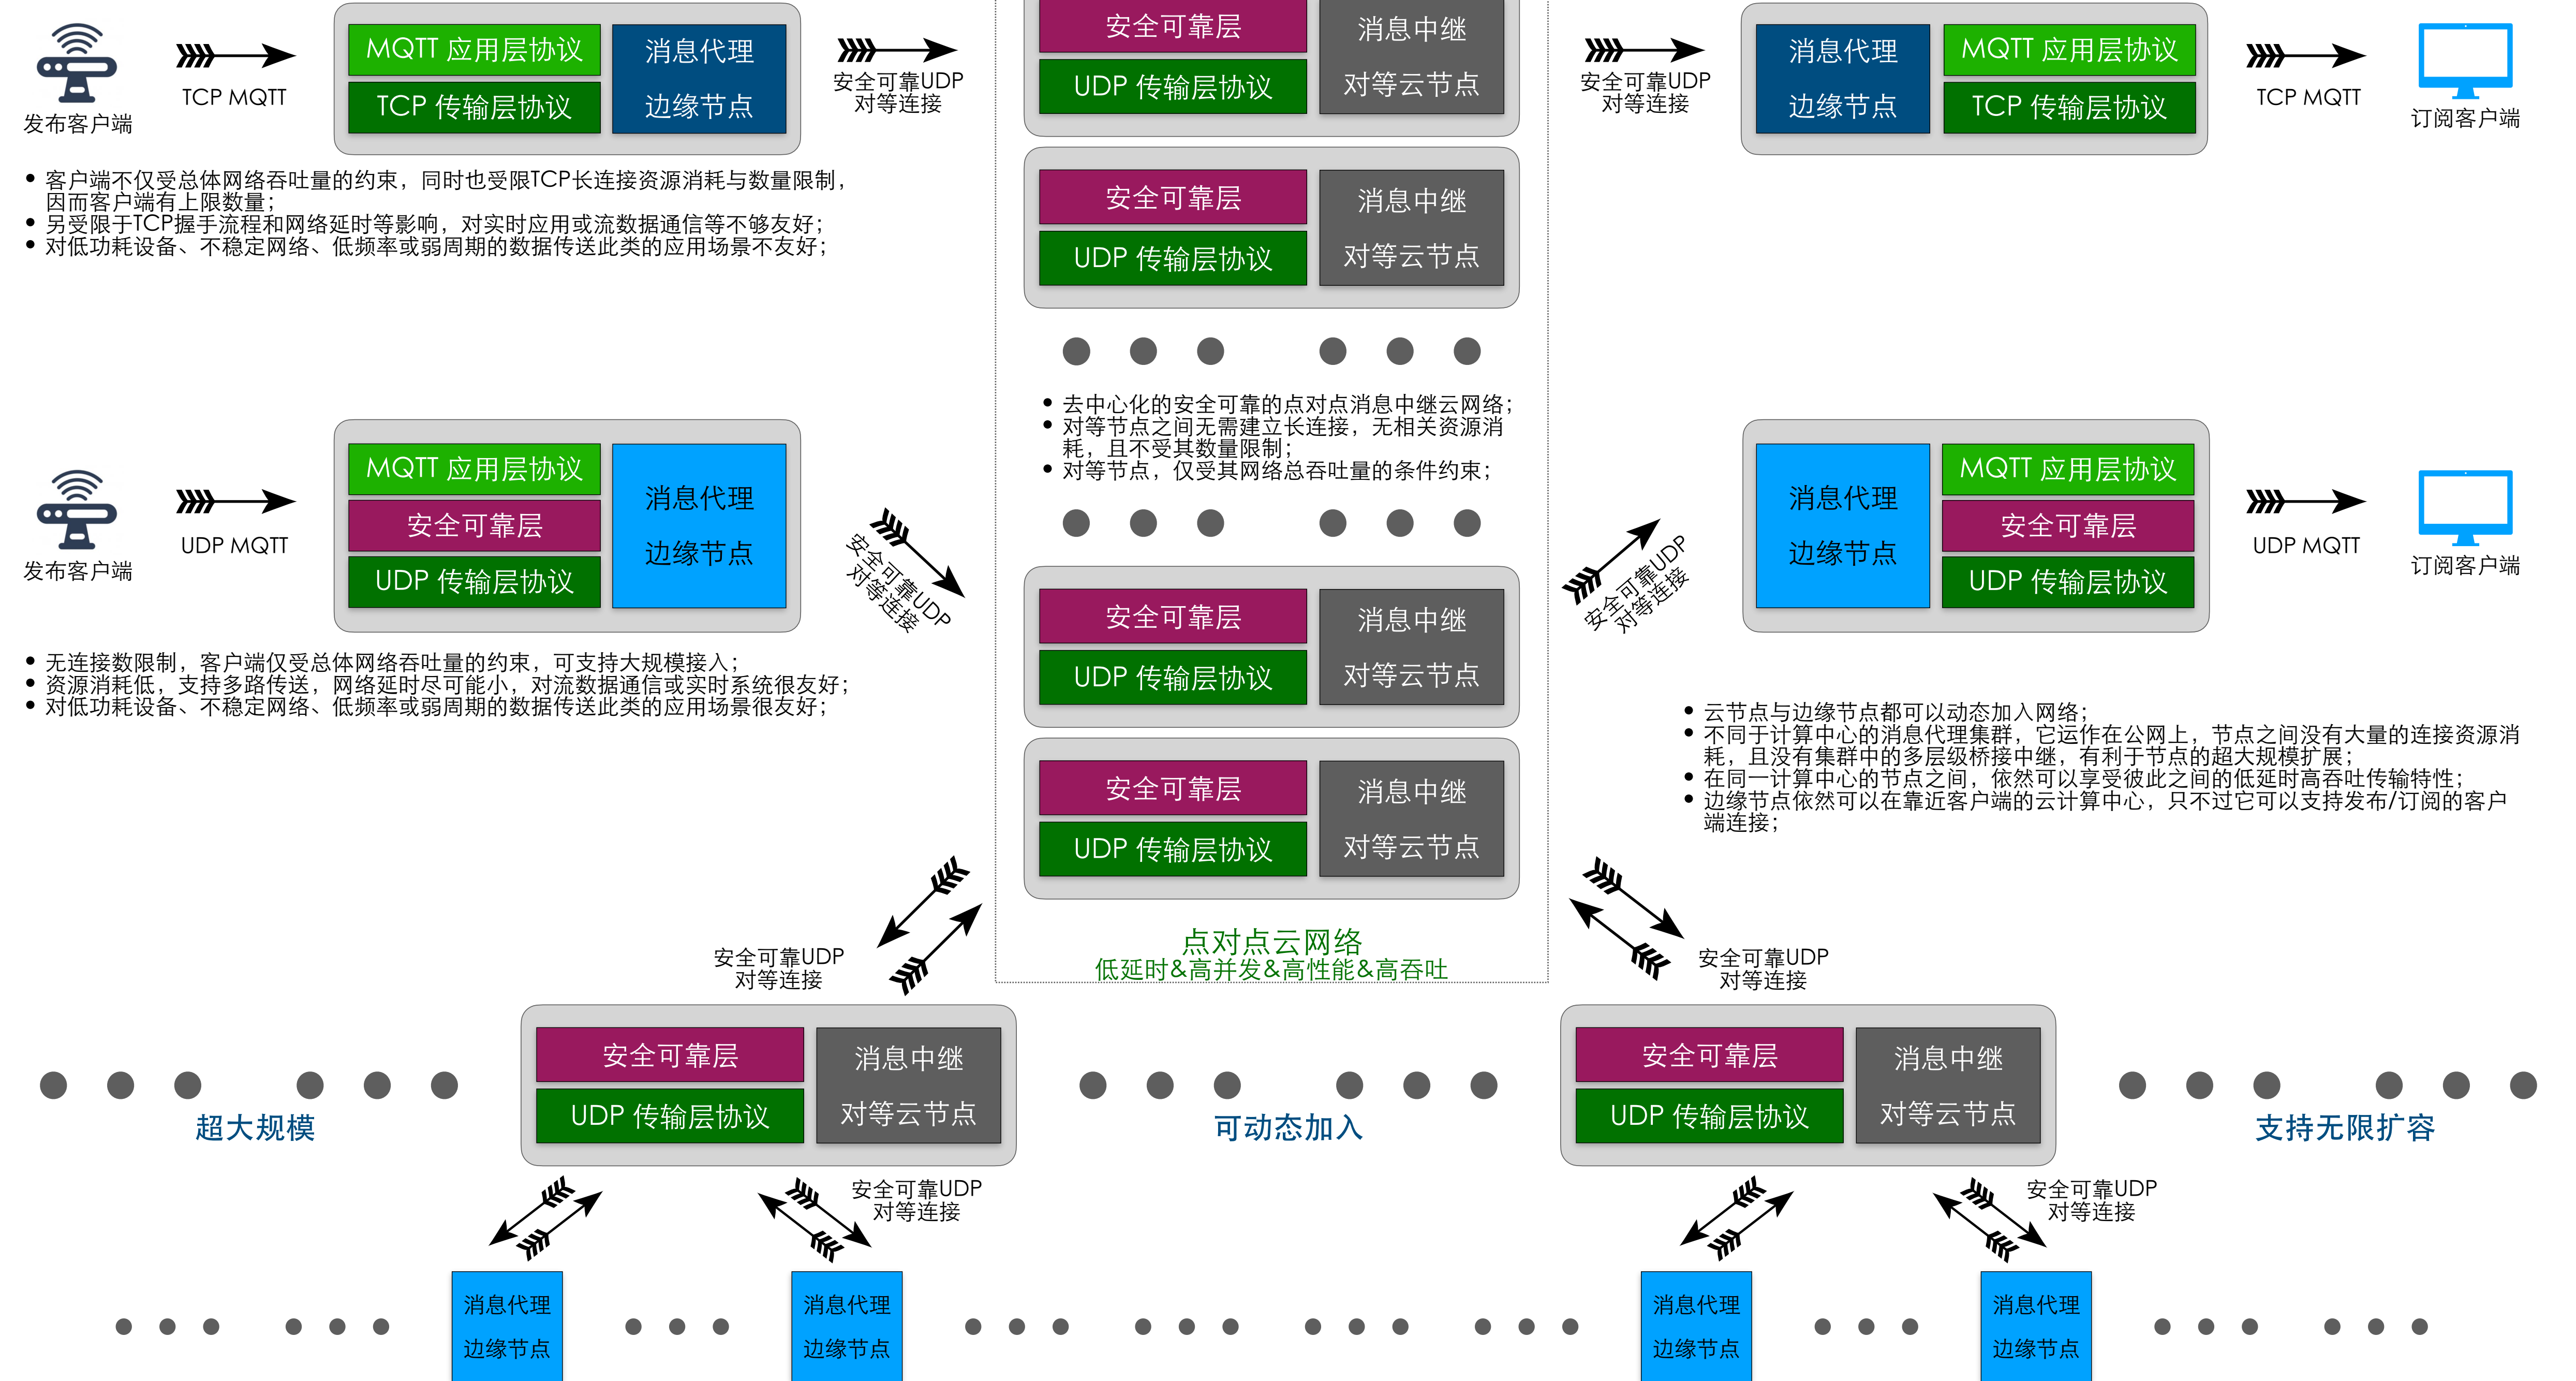 发布客户端
TCP MQTT
MQTT 应用层协议
TCP 传输层协议
消息代理
边缘节点
安全可靠UDP
对等连接
安全可靠层
UDP 传输层协议
消息中继
对等云节点
安全可靠UDP
对等连接
消息代理
边缘节点
MQTT 应用层协议
TCP 传输层协议
TCP MQTT
订阅客户端
客户端不仅受总体网络吞吐量的约束，同时也受限TCP长连接资源消耗与数量限制，
因而客户端有上限数量；
另受限于TCP握手流程和网络延时等影响，对实时应用或流数据通信等不够友好；
对低功耗设备、不稳定网络、低频率或弱周期的数据传送此类的应用场景不友好；
安全可靠层
UDP 传输层协议
消息中继
对等云节点
去中心化的安全可靠的点对点消息中继云网络；
对等节点之间无需建立长连接，无相关资源消
耗，且不受其数量限制；
对等节点，仅受其网络总吞吐量的条件约束；
发布客户端
UDP MQTT
MQTT 应用层协议
安全可靠层
UDP 传输层协议
消息代理
边缘节点
安全可靠UDP
对等连接
安全可靠层
UDP 传输层协议
消息中继
对等云节点
安全可靠UDP
对等连接
消息代理
边缘节点
MQTT 应用层协议
安全可靠层
UDP 传输层协议
UDP MQTT
订阅客户端
无连接数限制，客户端仅受总体网络吞吐量的约束，可支持大规模接入；
资源消耗低，支持多路传送，网络延时尽可能小，对流数据通信或实时系统很友好；
对低功耗设备、不稳定网络、低频率或弱周期的数据传送此类的应用场景很友好；
安全可靠层
UDP 传输层协议
消息中继
对等云节点
云节点与边缘节点都可以动态加入网络；
不同于计算中心的消息代理集群，它运作在公网上，节点之间没有大量的连接资源消
耗，且没有集群中的多层级桥接中继，有利于节点的超大规模扩展；
在同一计算中心的节点之间，依然可以享受彼此之间的低延时高吞吐传输特性；
边缘节点依然可以在靠近客户端的云计算中心，只不过它可以支持发布/订阅的客户
端连接；
点对点云网络
低延时&高并发&高性能&高吞吐
安全可靠UDP
对等连接
安全可靠UDP
对等连接
超大规模
安全可靠层
UDP 传输层协议
消息中继
对等云节点
可动态加入
安全可靠层
UDP 传输层协议
消息中继
对等云节点
支持无限扩容
安全可靠UDP
对等连接
安全可靠UDP
对等连接
消息代理
边缘节点
消息代理
边缘节点
消息代理
边缘节点
消息代理
边缘节点